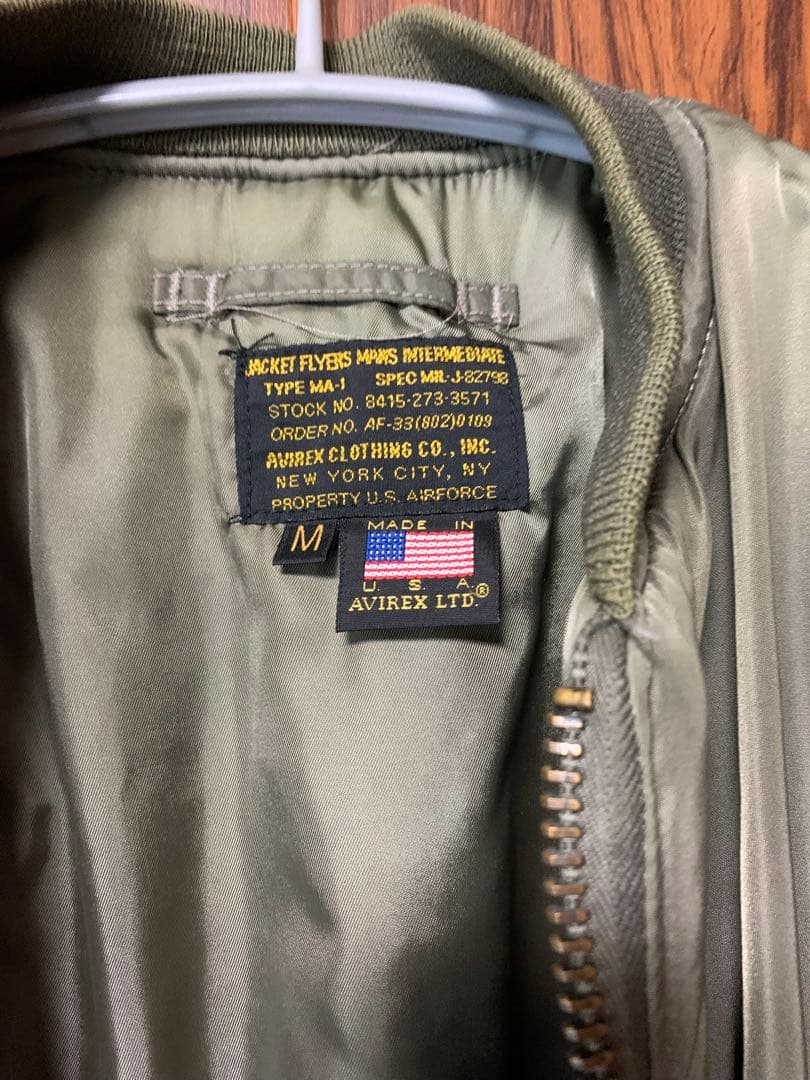 JACKET FLYERS MANS INTERMEDIATE
TYPE MA-1 SPEC MIL-J-82798
STOCK NO. 8415-273-3571
ORDER NO. AF-33(802)0109
AVIREX CLOTHING CO., INC.
NEW YORK CITY, NY
PROPERTY U.S. AIRFORCE
M
MADE IN
U. S. A.
AVIREX LTD.®